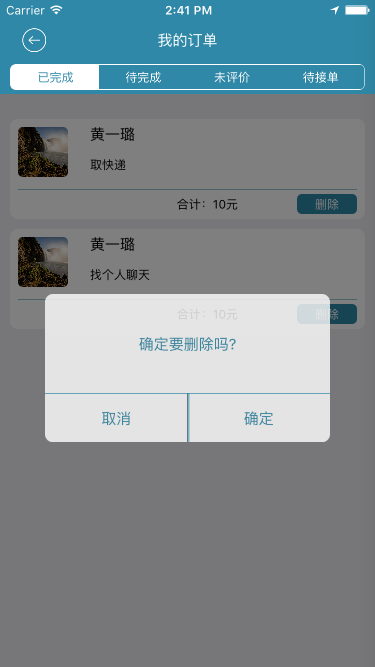 Carrier 2:41 PM
我的订单
已完成 待完成 未评价 待接单
黄一璐
取快递
合计：10元 删除
黄一璐
找个人聊天
合计：10元 删除
确定要删除吗?
取消 确定